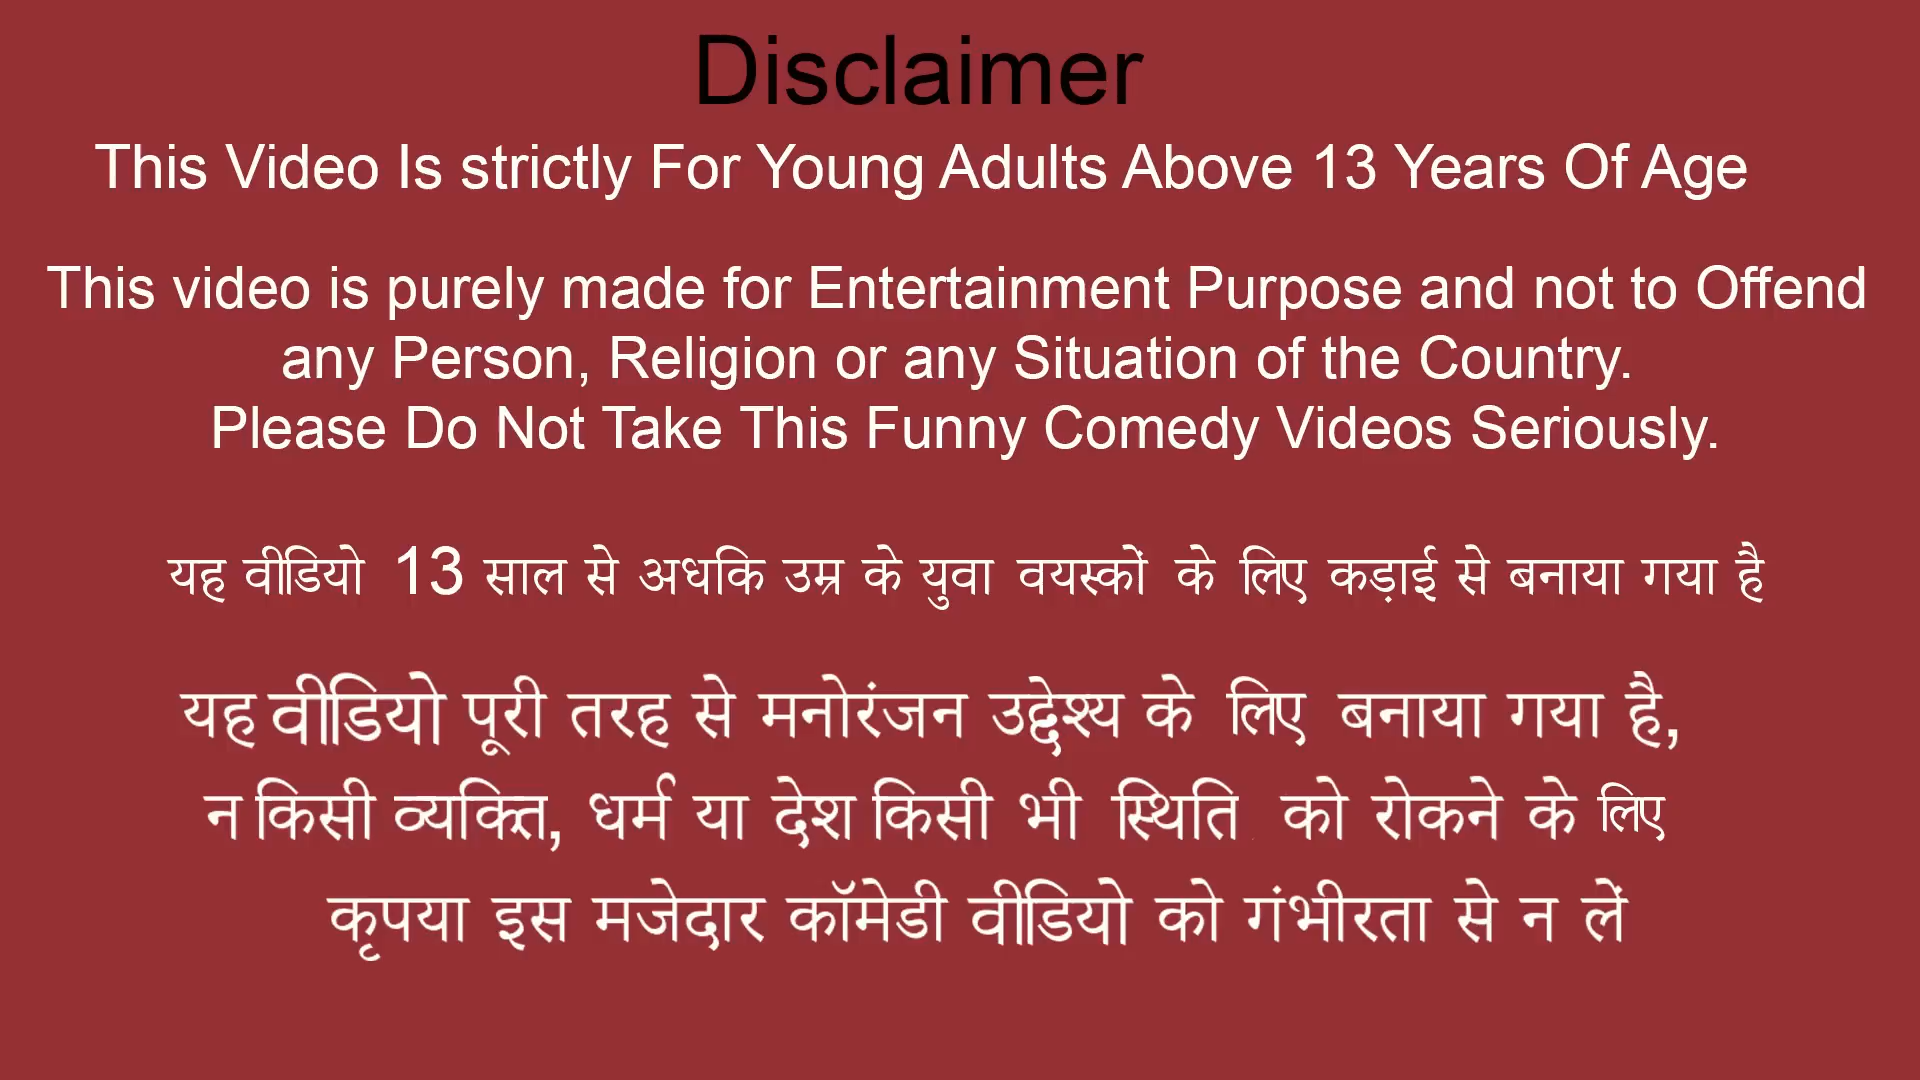 Disclaimer
This Video Is strictly For Young Adults Above 13 Years Of Age
This video is purely made for Entertainment Purpose and not to Offend
any Person, Religion or any Situation of the Country.
Please Do Not Take This Funny Comedy Videos Seriously.
यह वीडियो 13 साल से अधकि उम्र के युवा वयस्कों के लिए कड़ाई से बनाया गया है
यह वीडियो पूरी तरह से मनोरंजन उद्देश्य के लिए बनाया गया है,
न किसी व्यक्ति, धर्म या देश किसी भी स्थिति को रोकने के लिए
कृपया इस मजेदार कॉमेडी वीडियो को गंभीरता से न लें